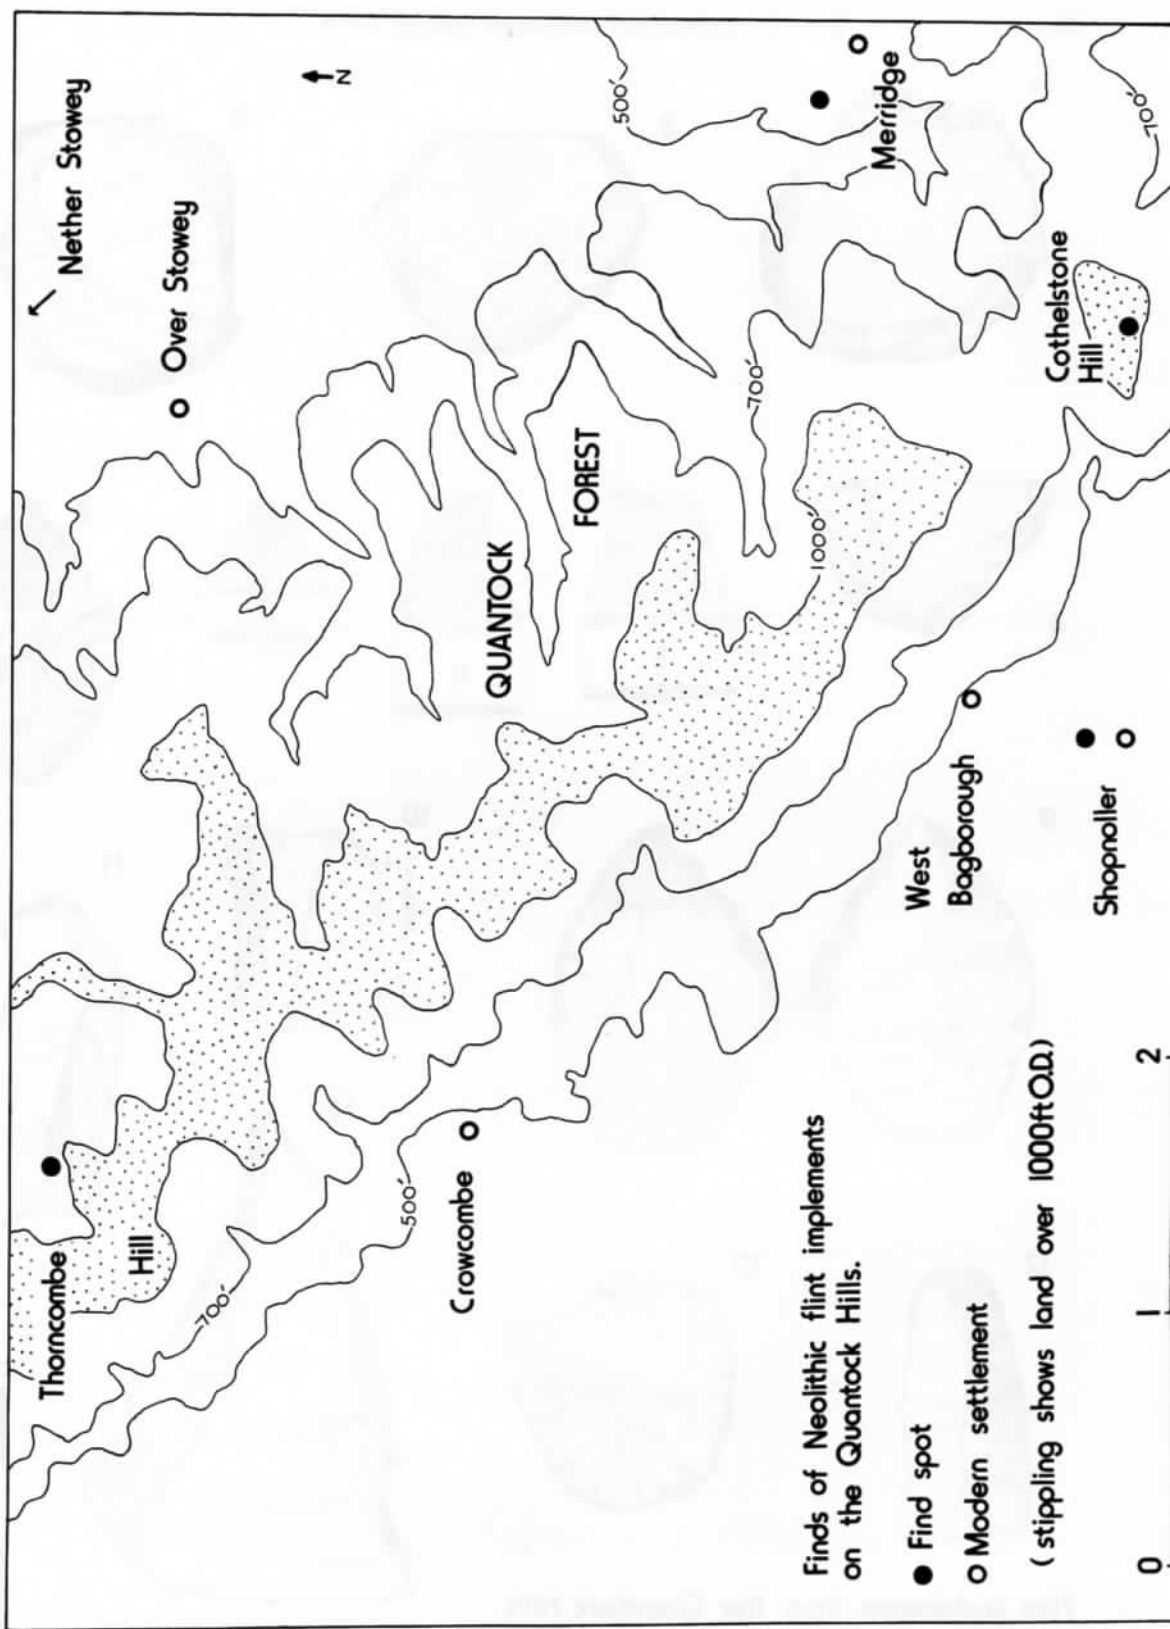 Nether Stowey
Over Stowey
N
500'
Merridge
700'
Cothelstone
Hill
700'
QUANTOCK
FOREST
1000'
Thorncombe
Hill
700'
500'
Crowcombe
West
Bagborough
Shopnoller
Finds of Neolithic flint implements
on the Quantock Hills.
Find spot
Modern settlement
( stippling shows land over 1000ft O.D.)
0 1 2